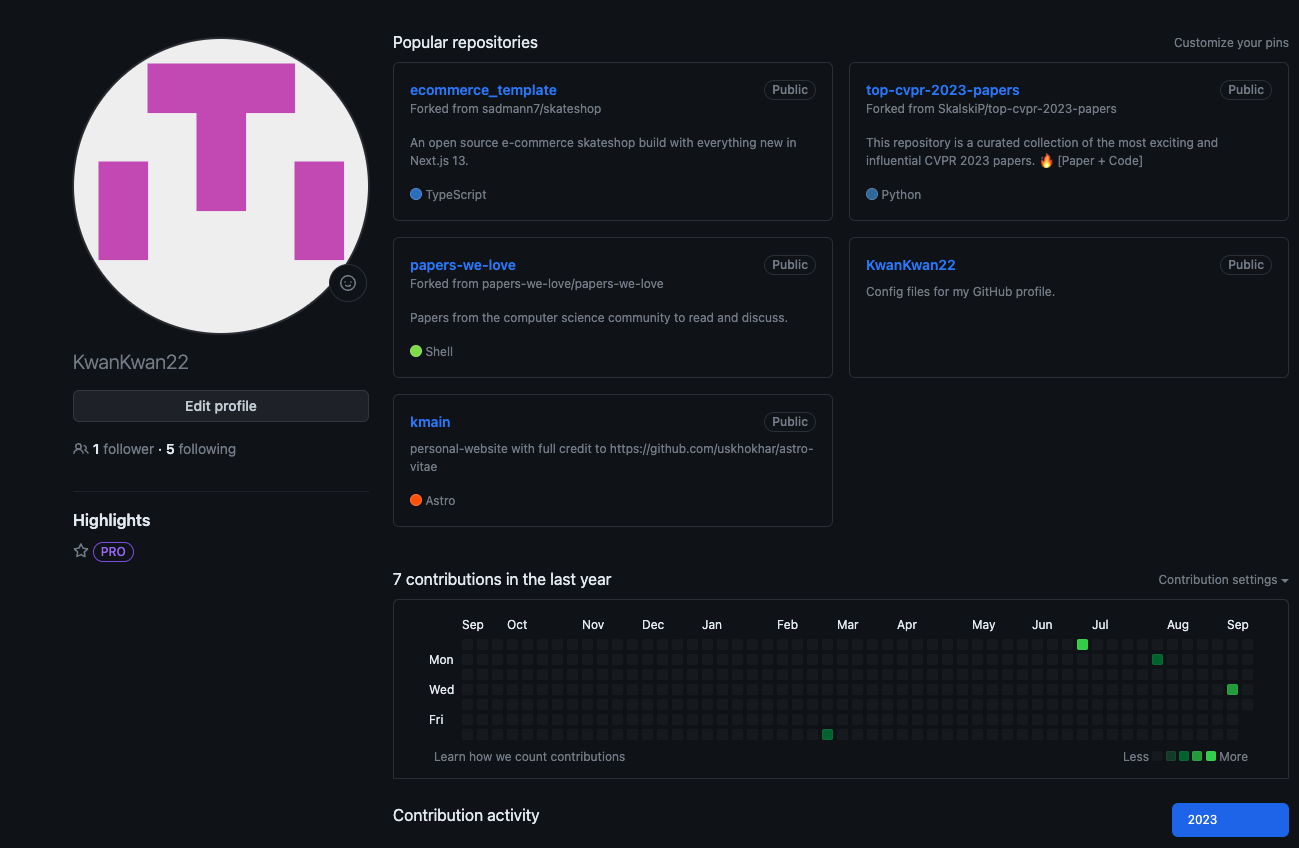 KwanKwan22
Edit profile
1 follower · 5 following
Highlights
PRO
Popular repositories
Customize your pins
ecommerce_template
Public
Forked from sadmann7/skateshop
An open source e-commerce skateshop build with everything new in
Next.js 13.
TypeScript
top-cvpr-2023-papers
Public
Forked from SkalskiP/top-cvpr-2023-papers
This repository is a curated collection of the most exciting and
influential CVPR 2023 papers. 🔥 [Paper + Code]
Python
papers-we-love
Public
Forked from papers-we-love/papers-we-love
Papers from the computer science community to read and discuss.
Shell
KwanKwan22
Public
Config files for my GitHub profile.
kmain
Public
personal-website with full credit to https://github.com/uskhokhar/astro-
vitae
Astro
7 contributions in the last year
Contribution settings
Sep Oct Nov Dec Jan Feb Mar Apr May Jun Jul Aug Sep
Mon
Wed
Fri
Learn how we count contributions
Less More
Contribution activity
2023